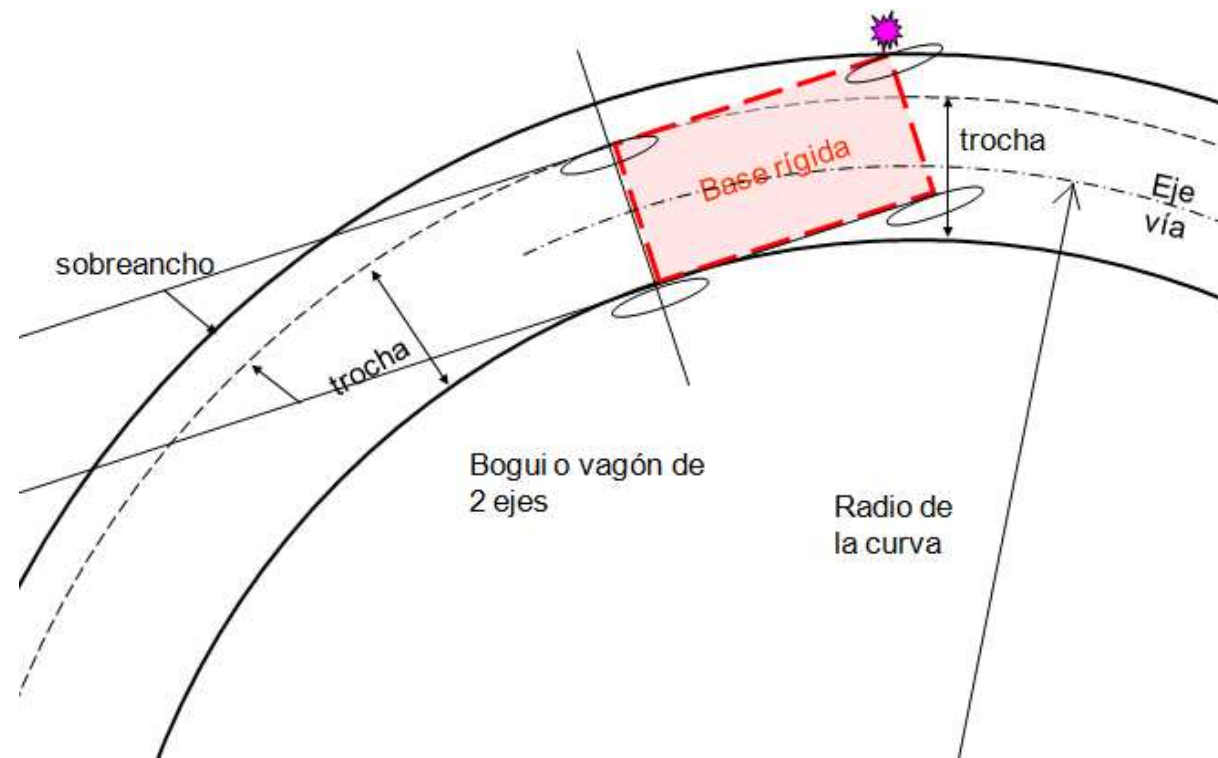 trocha
Base rígida
Eje
vía
sobreancho
trocha
Bogui o vagón de
2 ejes
Radio de
la curva